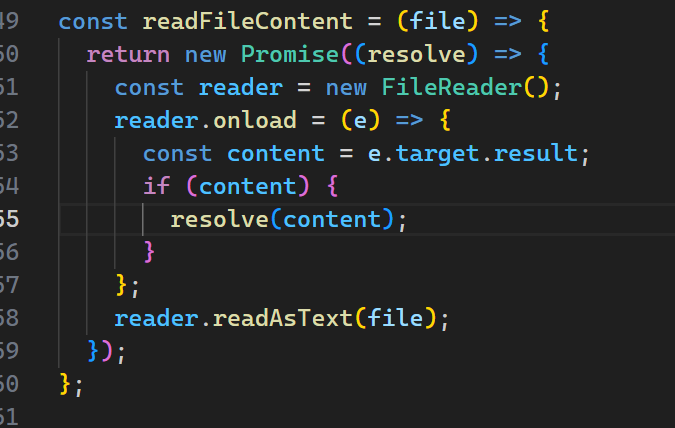 49 const readFileContent = (file) => {
50 return new Promise((resolve) => {
51 const reader = new FileReader();
52 reader.onload = (e) => {
53 const content = e.target.result;
54 if (content) {
55 resolve(content);
56 }
57 };
58 reader.readAsText(file);
59 });
60 };
61